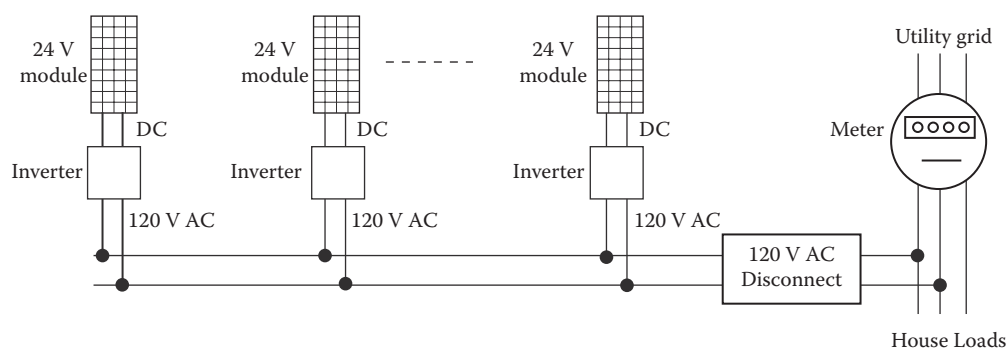 Utility grid
24 V
module
24 V
module
24 V
module
DC
DC
DC
Meter
Inverter
Inverter
Inverter
120 V AC
120 V AC
120 V AC
120 V AC
Disconnect
House Loads